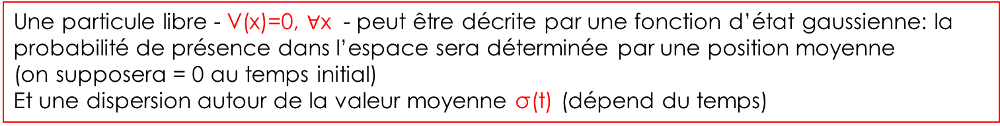 Une particule libre - V(x)=0, ∀x - peut être décrite par une fonction d’état gaussienne: la
probabilité de présence dans l’espace sera déterminée par une position moyenne
(on supposera = 0 au temps initial)
Et une dispersion autour de la valeur moyenne σ(t) (dépend du temps)